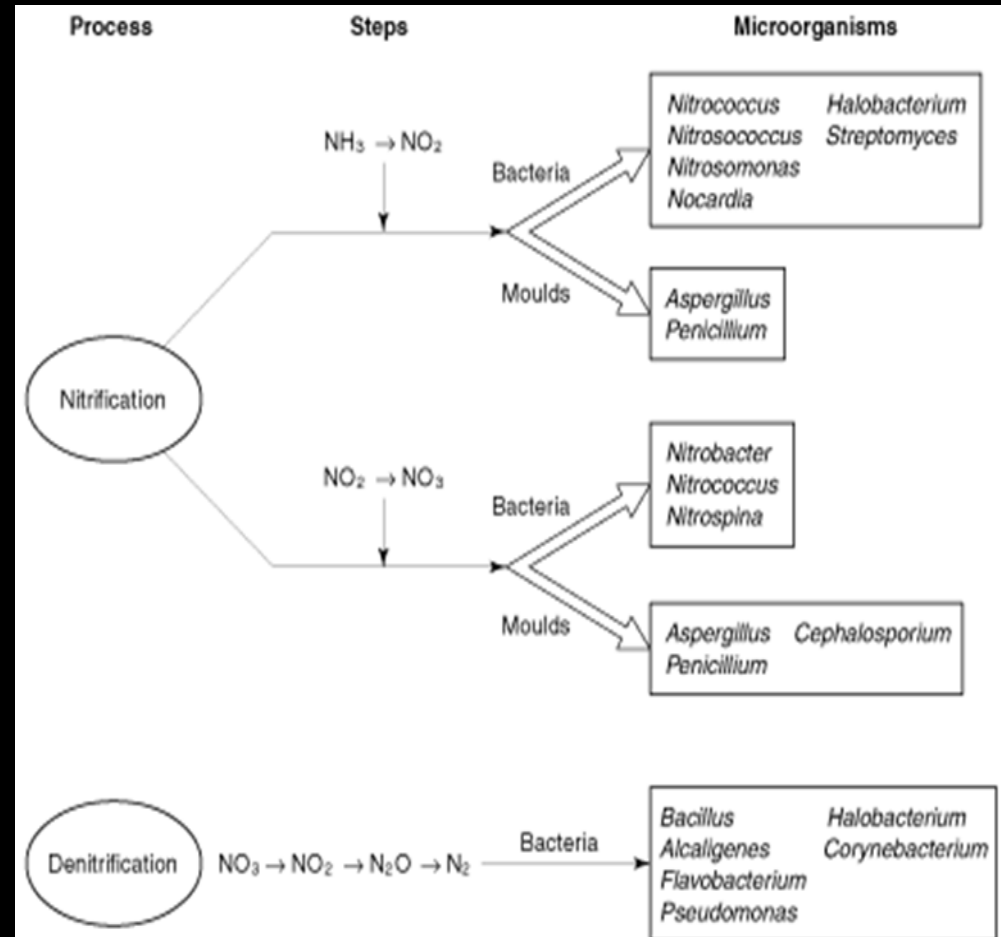 Process Steps Microorganisms
Nitrococcus Halobacterium
NH₃ → NO₂
Nitrosococcus Streptomyces
Bacteria
Nitrosomonas
Nocardia
Moulds
Aspergillus
Penicillium
Nitrification
Nitrobacter
NO₂ → NO₃
Nitrococcus
Bacteria
Nitrospina
Moulds
Aspergillus Cephalosporium
Penicillium
Bacillus Halobacterium
Bacteria
Alcaligenes Corynebacterium
Denitrification NO₃ → NO₂ → N₂O → N₂
Flavobacterium
Pseudomonas